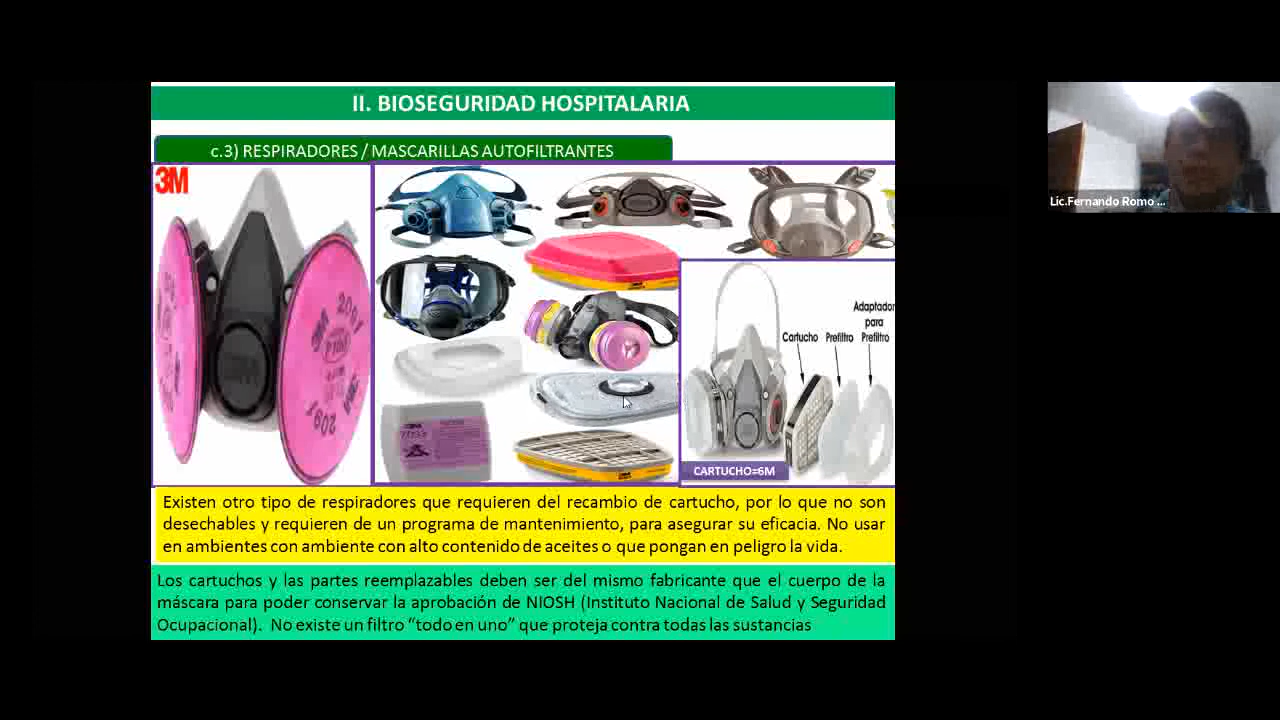 II. BIOSEGURIDAD HOSPITALARIA
c.3) RESPIRADORES / MASCARILLAS AUTOFILTRANTES
3M
3M
2091
P100
2091
Adaptador
para
Prefiltro
Cartucho
Prefiltro
3M
CARTUCHO=6M
Existen otro tipo de respiradores que requieren del recambio de cartucho, por lo que no son
desechables y requieren de un programa de mantenimiento, para asegurar su eficacia. No usar
en ambientes con ambiente con alto contenido de aceites o que pongan en peligro la vida.
Los cartuchos y las partes reemplazables deben ser del mismo fabricante que el cuerpo de la
máscara para poder conservar la aprobación de NIOSH (Instituto Nacional de Salud y Seguridad
Ocupacional). No existe un filtro “todo en uno” que proteja contra todas las sustancias
Lic.Fernando Romo ...